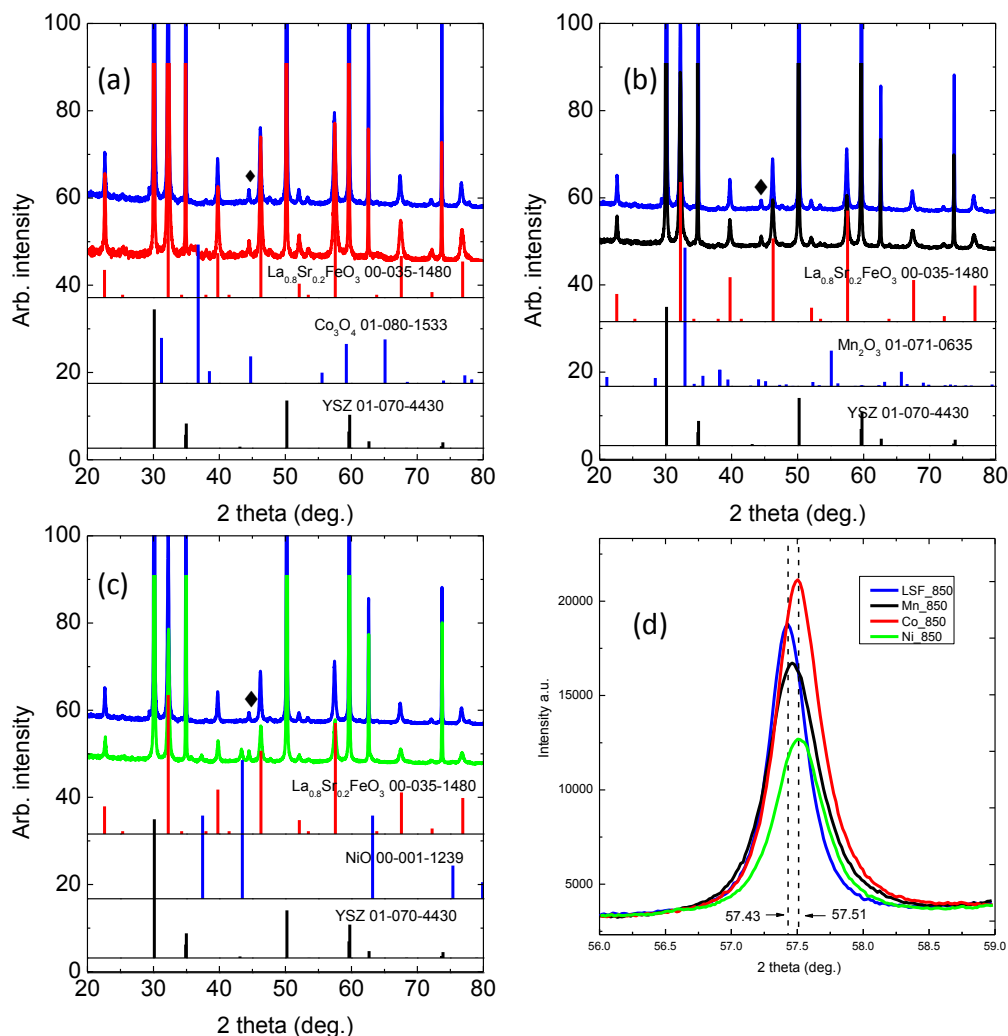 (a)
100
80
60
40
20
0
Arb. intensity
La0.8Sr0.2FeO3 00-035-1480
Co3O4 01-080-1533
YSZ 01-070-4430
20 30 40 50 60 70 80
2 theta (deg.)
(b)
100
80
60
40
20
0
Arb. intensity
La0.8Sr0.2FeO3 00-035-1480
Mn2O3 01-071-0635
YSZ 01-070-4430
20 30 40 50 60 70 80
2 theta (deg.)
(c)
100
80
60
40
20
0
Arb. intensity
La0.8Sr0.2FeO3 00-035-1480
NiO 00-001-1239
YSZ 01-070-4430
20 30 40 50 60 70 80
2 theta (deg.)
(d)
20000
15000
10000
5000
Intensity a.u.
LSF_850
Mn_850
Co_850
Ni_850
57.43 57.51
56.0 56.5 57.0 57.5 58.0 58.5 59.0
2 theta (deg.)